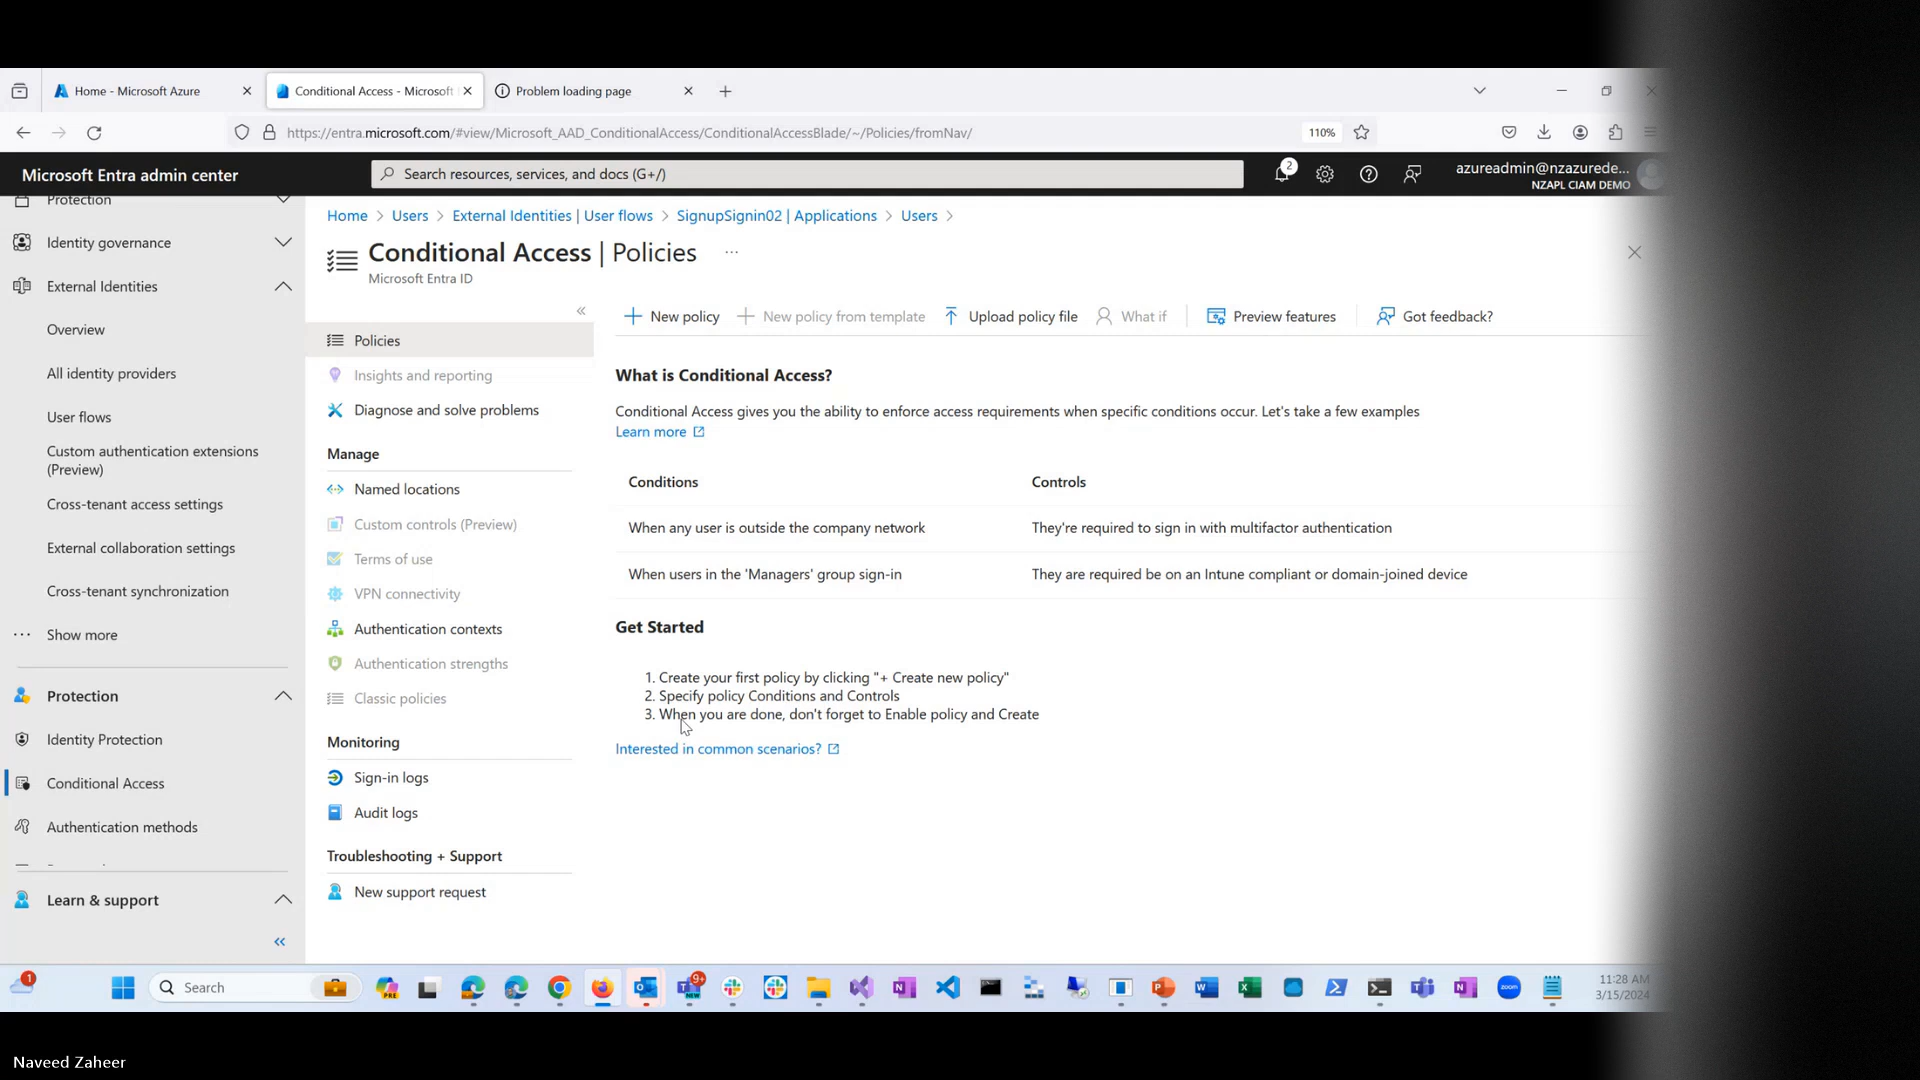 Home - Microsoft Azure
Conditional Access - Microsoft
Problem loading page
https://entra.microsoft.com/#view/Microsoft_AAD_ConditionalAccess/ConditionalAccessBlade/~/Policies/fromNav/
110%
Microsoft Entra admin center
Search resources, services, and docs (G+/)
2
azureadmin@nzazurede...
NZAPL CIAM DEMO
Protection
Identity governance
External Identities
Overview
All identity providers
User flows
Custom authentication extensions
(Preview)
Cross-tenant access settings
External collaboration settings
Cross-tenant synchronization
Show more
Protection
Identity Protection
Conditional Access
Authentication methods
Learn & support
Home > Users > External Identities | User flows > SignupSignin02 | Applications > Users >
Conditional Access | Policies ...
Microsoft Entra ID
Policies
Insights and reporting
Diagnose and solve problems
Manage
Named locations
Custom controls (Preview)
Terms of use
VPN connectivity
Authentication contexts
Authentication strengths
Classic policies
Monitoring
Sign-in logs
Audit logs
Troubleshooting + Support
New support request
New policy
New policy from template
Upload policy file
What if
Preview features
Got feedback?
What is Conditional Access?
Conditional Access gives you the ability to enforce access requirements when specific conditions occur. Let's take a few examples
Learn more
Conditions Controls
When any user is outside the company network They're required to sign in with multifactor authentication
When users in the 'Managers' group sign-in They are required be on an Intune compliant or domain-joined device
Get Started
1. Create your first policy by clicking "+ Create new policy"
2. Specify policy Conditions and Controls
3. When you are done, don't forget to Enable policy and Create
Interested in common scenarios?
1
Search
PRE
9+
NEW
zoom
11:28 AM
3/15/2024
Naveed Zaheer